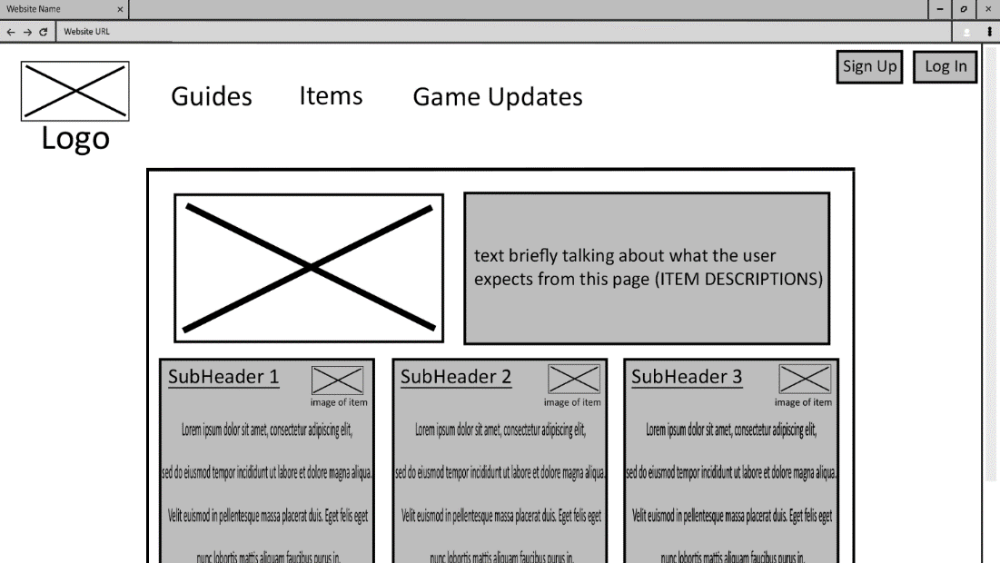 Website Name
Website URL
Sign Up
Log In
Guides
Items
Game Updates
Logo
text briefly talking about what the user
expects from this page (ITEM DESCRIPTIONS)
SubHeader 1
image of item
Lorem ipsum dolor sit amet, consectetur adipiscing elit,
sed do eiusmod tempor incididunt ut labore et dolore magna aliqua.
Velit euismod in pellentesque massa placerat duis. Eget felis eget
nunc lobortis mattis aliquam faucibus purus in.
SubHeader 2
image of item
Lorem ipsum dolor sit amet, consectetur adipiscing elit,
sed do eiusmod tempor incididunt ut labore et dolore magna aliqua.
Velit euismod in pellentesque massa placerat duis. Eget felis eget
nunc lobortis mattis aliquam faucibus purus in.
SubHeader 3
image of item
Lorem ipsum dolor sit amet, consectetur adipiscing elit,
sed do eiusmod tempor incididunt ut labore et dolore magna aliqua.
Velit euismod in pellentesque massa placerat duis. Eget felis eget
nunc lobortis mattis aliquam faucibus purus in.